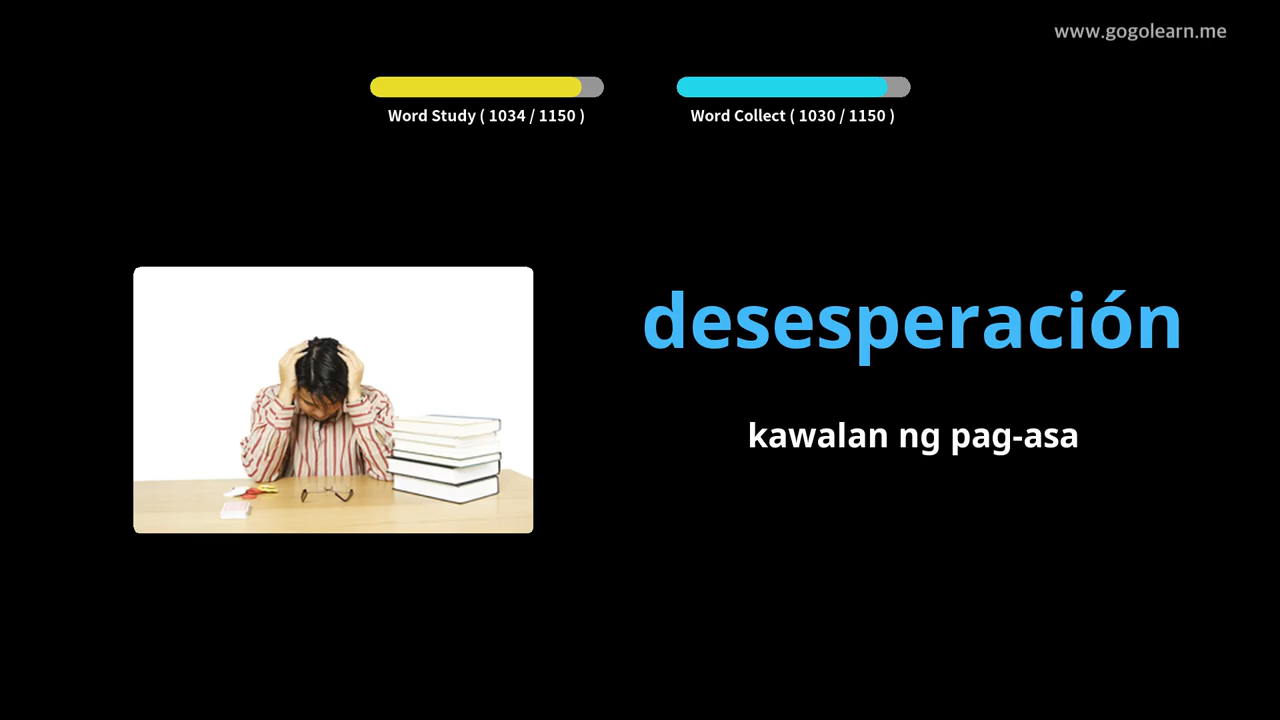 www.gogolearn.me
Word Study ( 1034 / 1150 )
Word Collect ( 1030 / 1150 )
desesperación
kawalan ng pag-asa